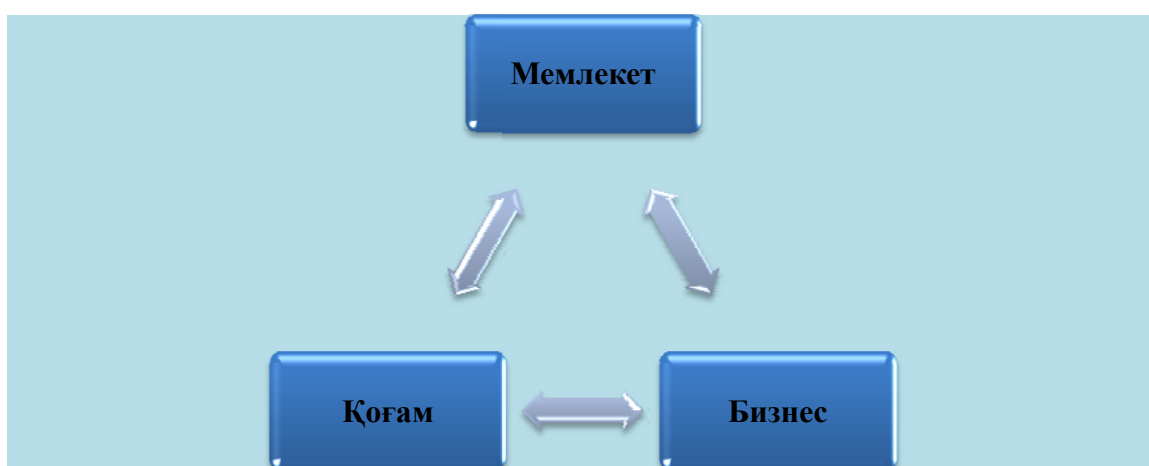 Мемлекет
Қоғам
Бизнес